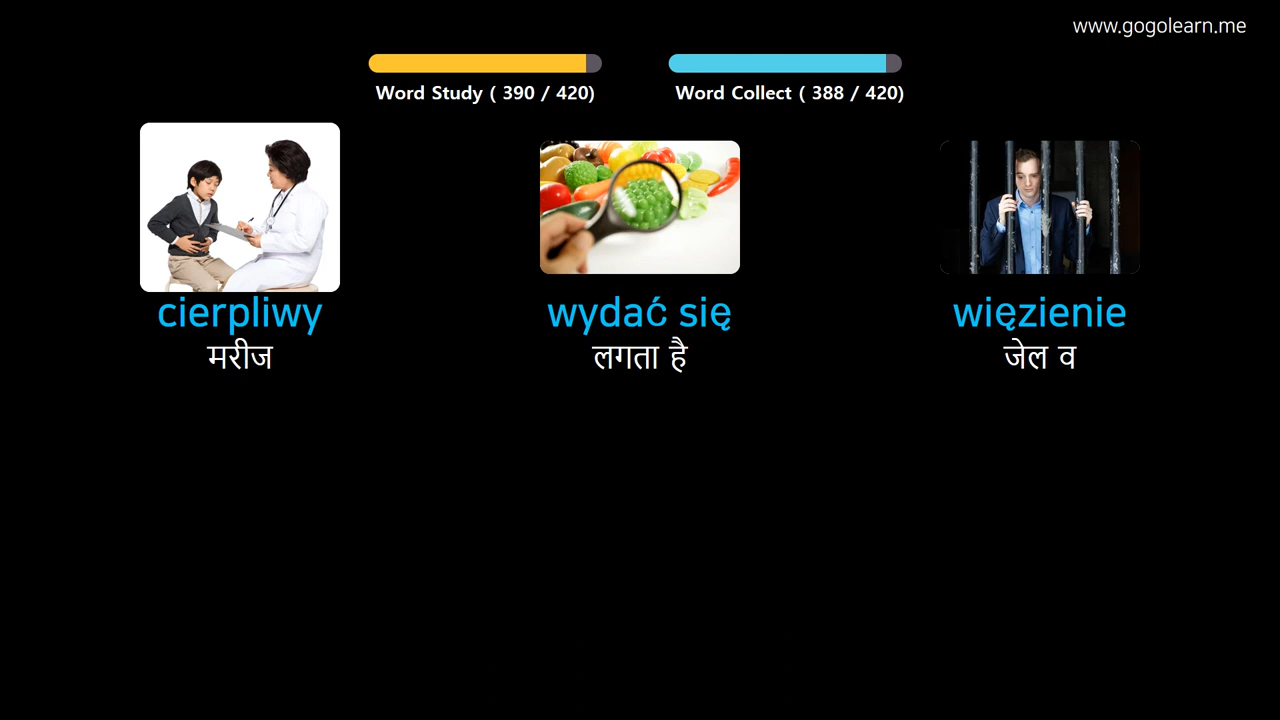 www.gogolearn.me
Word Study ( 390 / 420)
Word Collect ( 388 / 420)
cierpliwy
मरीज
wydać się
लगता है
więzienie
जेल व